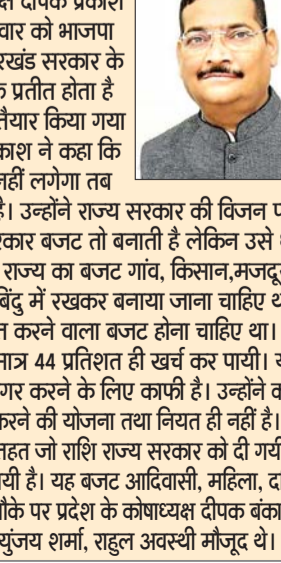 दीपक प्रकाश
वार को भाजपा
रखंड सरकार के
प्रतीत होता है
तैयार किया गया
काश ने कहा कि
नहीं लगेगा तब
है। उन्होंने राज्य सरकार की विजन
रकार बजट तो बनाती है लेकिन उसे
राज्य का बजट गांव, किसान,मजदू
बिंदु में रखकर बनाया जाना चाहिए
करने वाला बजट होना चाहिए था।
मात्र 44 प्रतिशत ही खर्च कर पायी।
गर करने के लिए काफी है। उन्होंने
करने की योजना तथा नियत ही नहीं है।
तहत जो राशि राज्य सरकार को दी गयी
यी है। यह बजट आदिवासी, महिला,
मौके पर प्रदेश के कोषाध्यक्ष दीपक बंका
युंजय शर्मा, राहुल अवस्थी मौजूद थे।